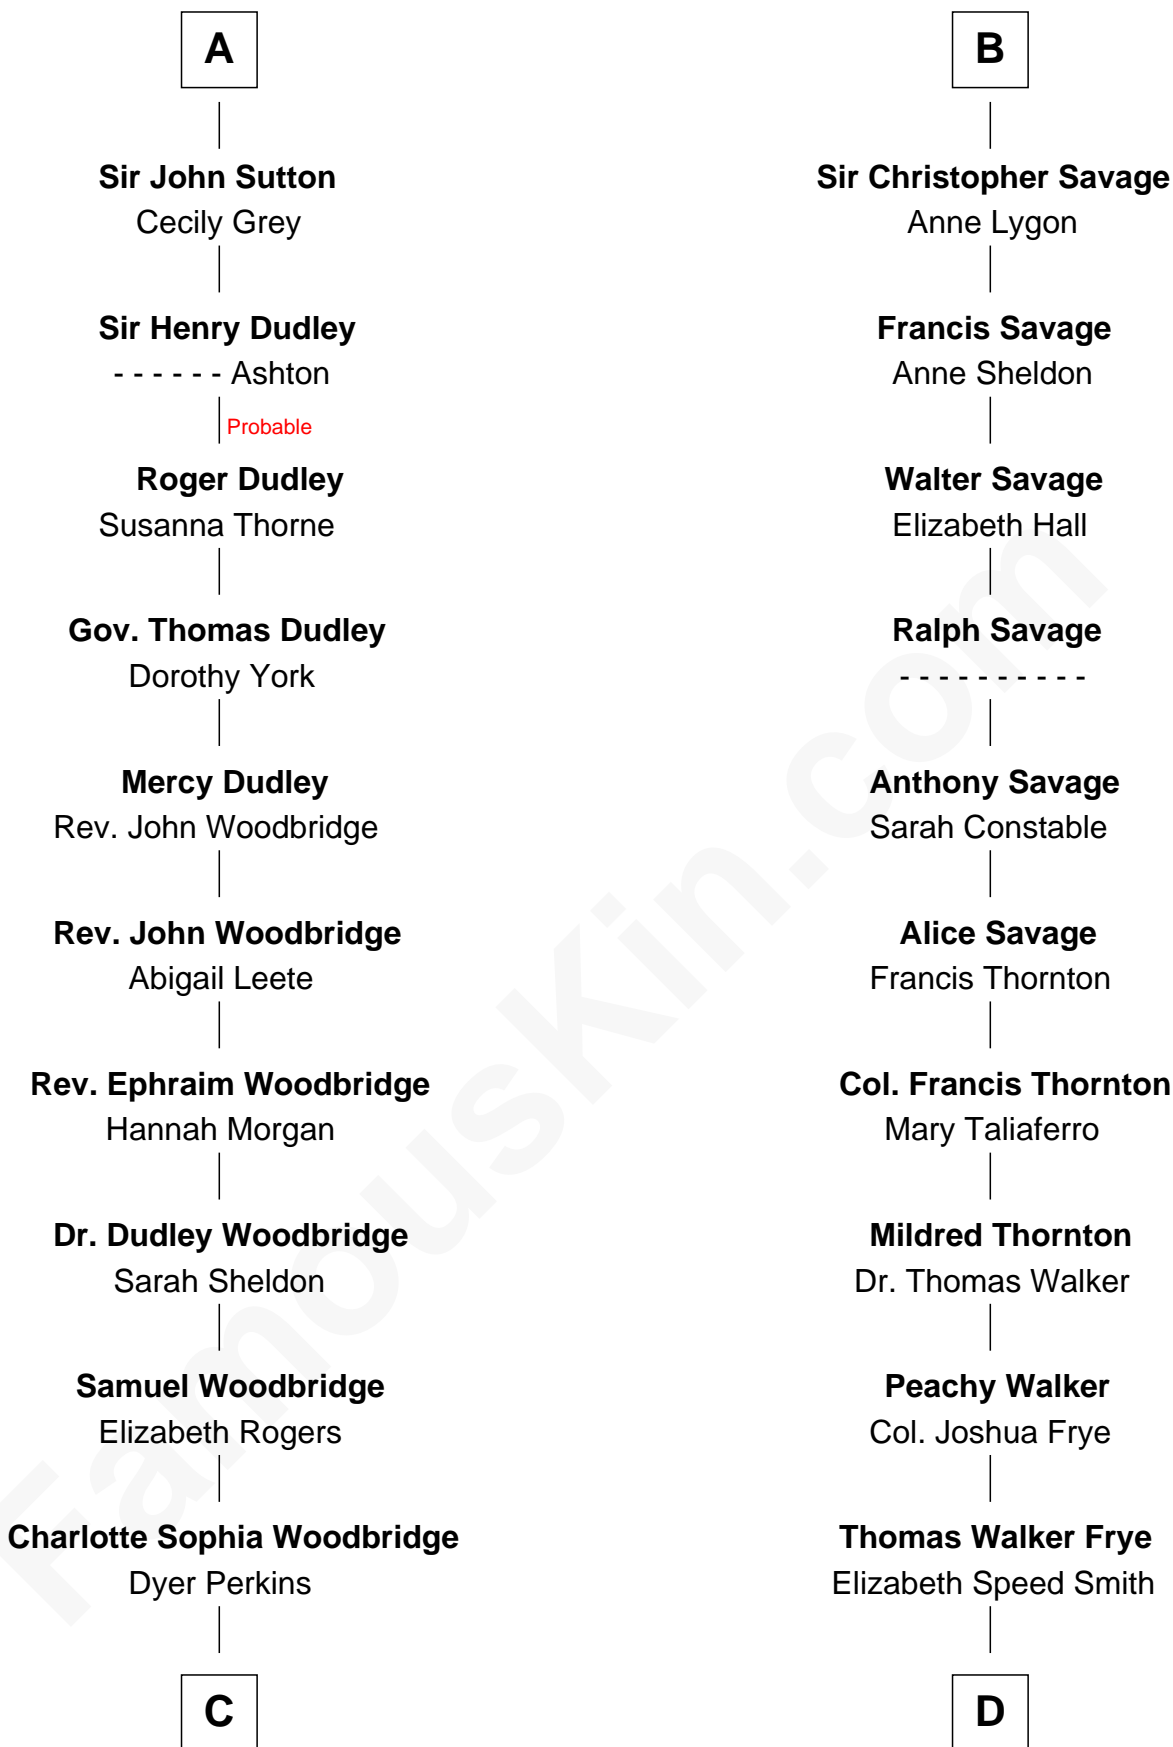 A
Sir John Sutton
Cecily Grey
Sir Henry Dudley
- - - - - - Ashton
Probable
Roger Dudley
Susanna Thorne
Gov. Thomas Dudley
Dorothy York
Mercy Dudley
Rev. John Woodbridge
Rev. John Woodbridge
Abigail Leete
Rev. Ephraim Woodbridge
Hannah Morgan
Dr. Dudley Woodbridge
Sarah Sheldon
Samuel Woodbridge
Elizabeth Rogers
Charlotte Sophia Woodbridge
Dyer Perkins
C
B
Sir Christopher Savage
Anne Lygon
Francis Savage
Anne Sheldon
Walter Savage
Elizabeth Hall
Ralph Savage
- - - - - - - - - -
Anthony Savage
Sarah Constable
Alice Savage
Francis Thornton
Col. Francis Thornton
Mary Taliaferro
Mildred Thornton
Dr. Thomas Walker
Peachy Walker
Col. Joshua Frye
Thomas Walker Frye
Elizabeth Speed Smith
D
FamousKin.com